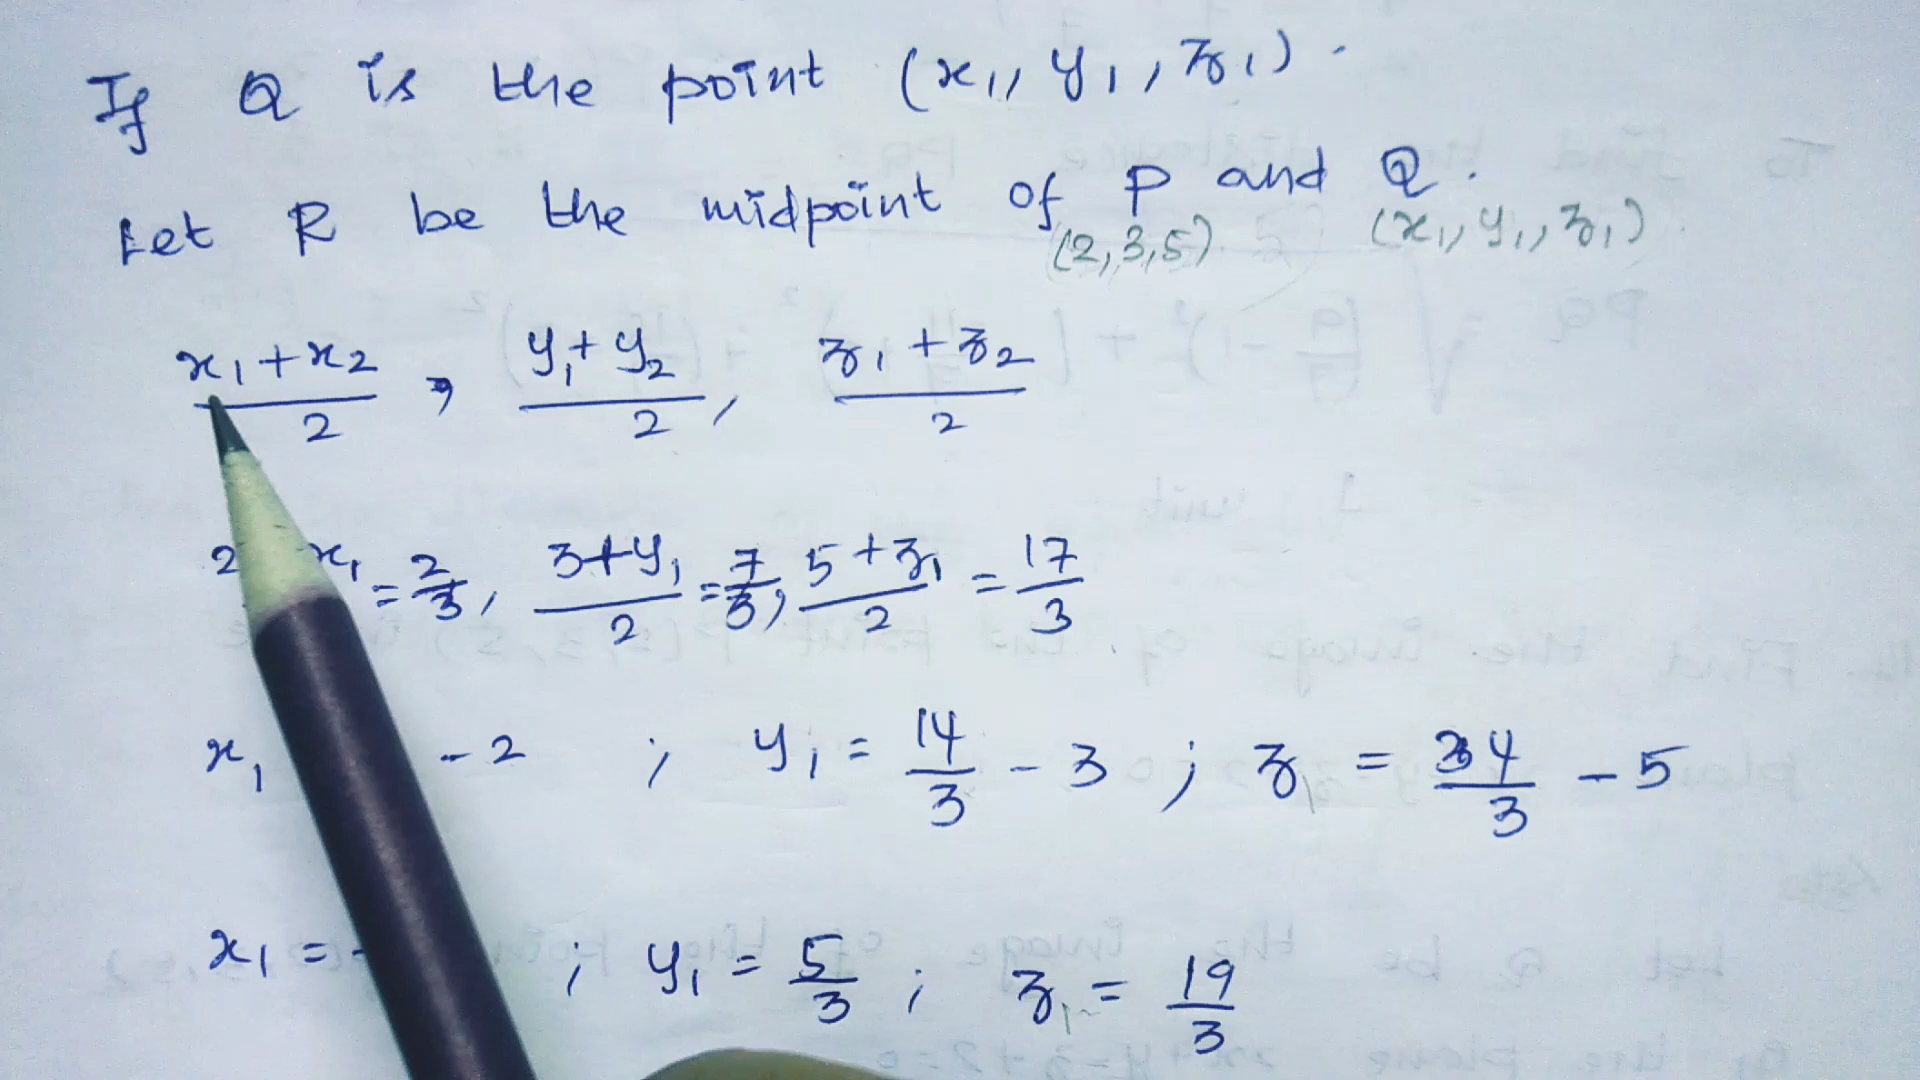 If Q is the point (x₁, y₁, z₁).
Let R be the midpoint of P and Q.
(2,3,5) (x₁, y₁, z₁)
x₁+x₂/2, y₁+y₂/2, z₁+z₂/2
2 x₁ = 2/3, 3+y₁/2 = 7/3, 5+z₁/2 = 17/3
x₁ - 2 ; y₁ = 14/3 - 3 ; z₁ = 34/3 - 5
x₁ = - ; y₁ = 5/3 ; z₁ = 19/3